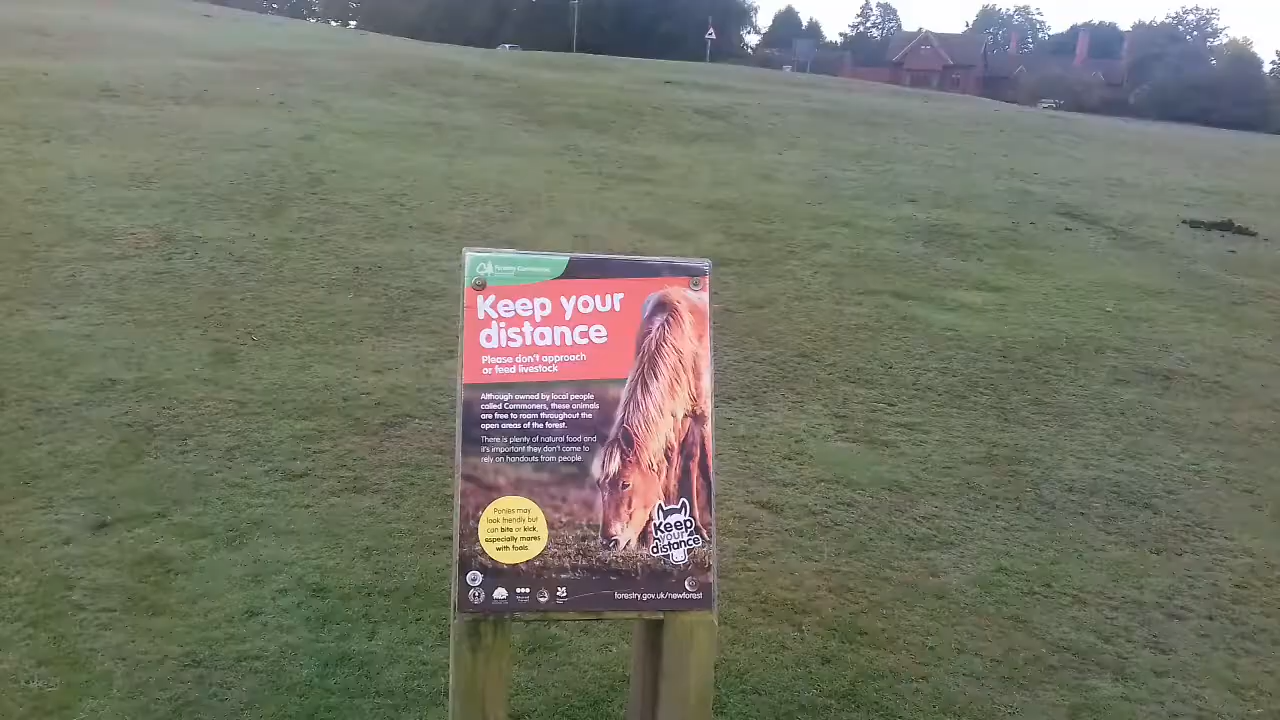 Forestry Commission
Keep your
distance
Please don't approach
or feed livestock
Although owned by local people
called Commoners, these animals
are free to roam throughout the
open areas of the forest.
There is plenty of natural food and
it's important they don't come to
rely on handouts from people.
Ponies may
look friendly but
can bite or kick,
especially mares
with foals.
Keep
your
distance
forestry.gov.uk/newforest